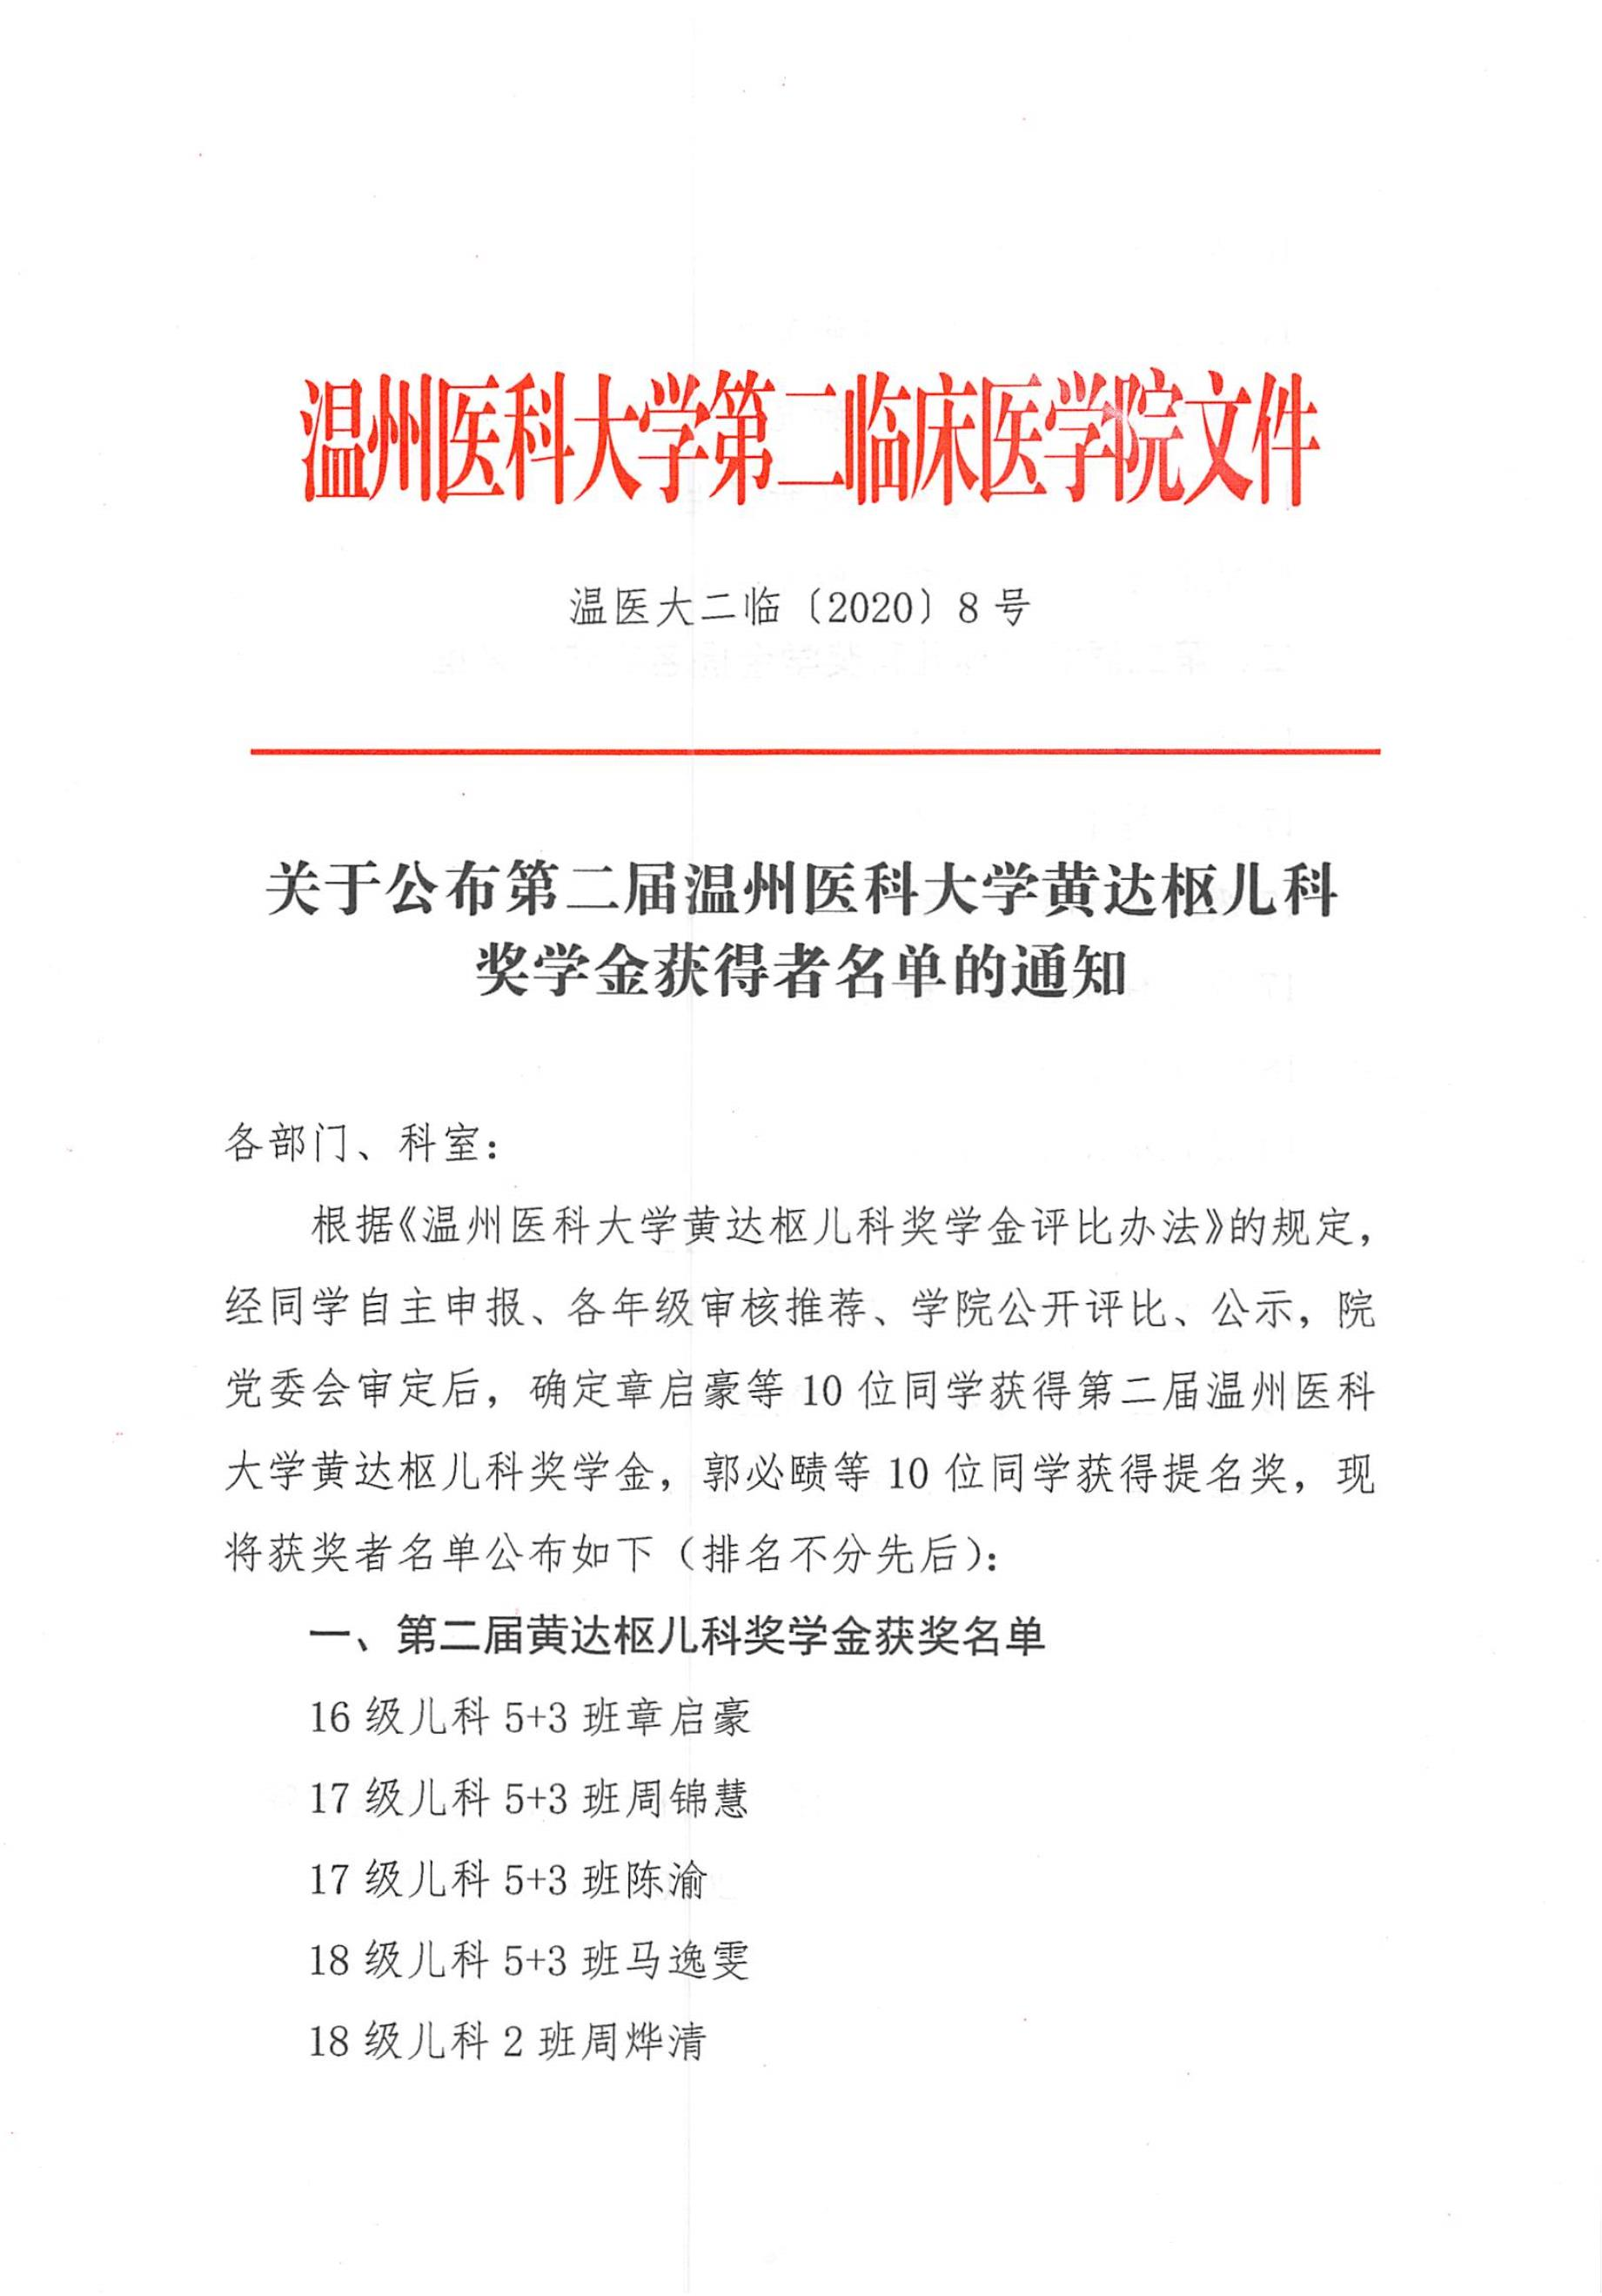 温州医科大学第二临床医学院文件
温医大二临〔2020〕8号
关于公布第二届温州医科大学黄达枢儿科
奖学金获得者名单的通知
各部门、科室：
根据《温州医科大学黄达枢儿科奖学金评比办法》的规定，
经同学自主申报、各年级审核推荐、学院公开评比、公示，院
党委会审定后，确定章启豪等10位同学获得第二届温州医科
大学黄达枢儿科奖学金，郭必赜等10位同学获得提名奖，现
将获奖者名单公布如下（排名不分先后）：
一、第二届黄达枢儿科奖学金获奖名单
16级儿科5+3班章启豪
17级儿科5+3班周锦慧
17级儿科5+3班陈渝
18级儿科5+3班马逸雯
18级儿科2班周烨清